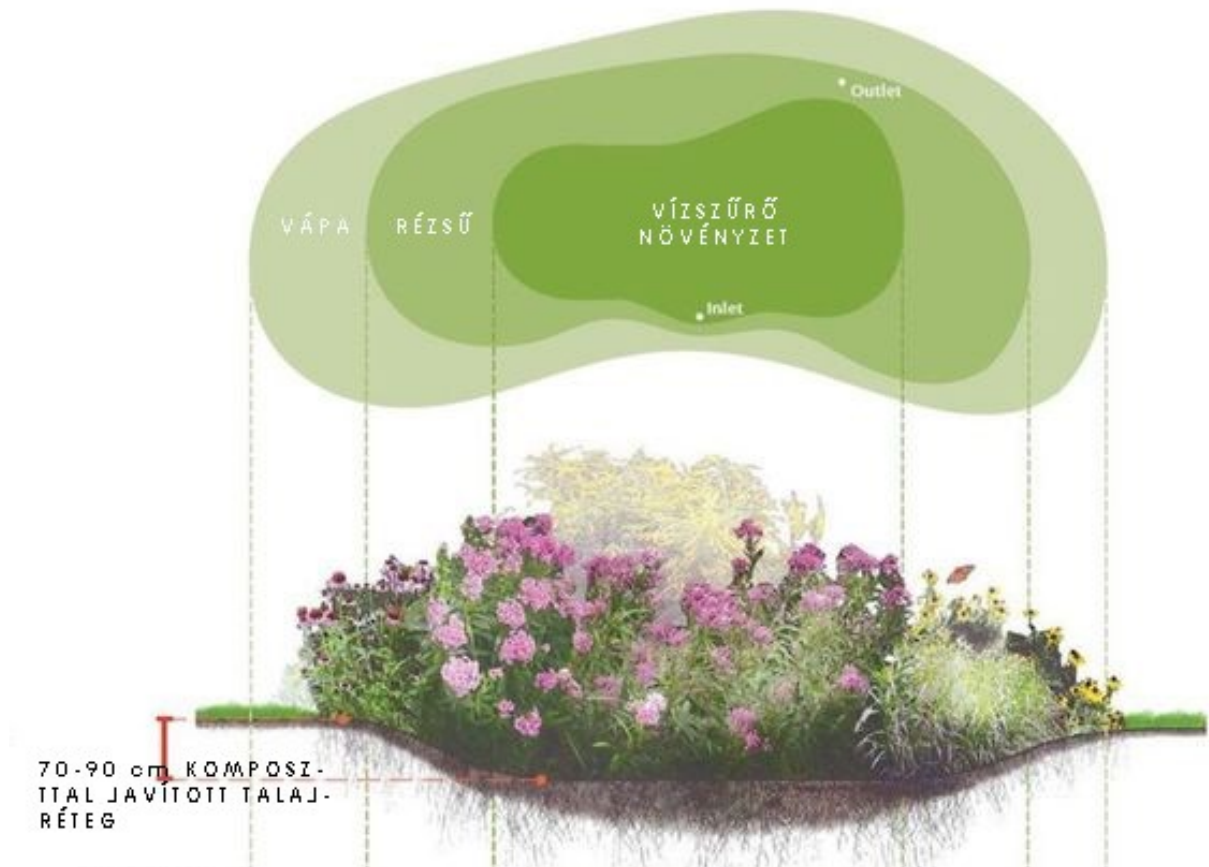 Outlet
VÁPA
RÉZSŰ
VÍZSZŰRŐ
NÖVÉNYZET
Inlet
70-90 cm KOMPOSZ-
TTAL JAVÍTOTT TALAJ-
RÉTEG